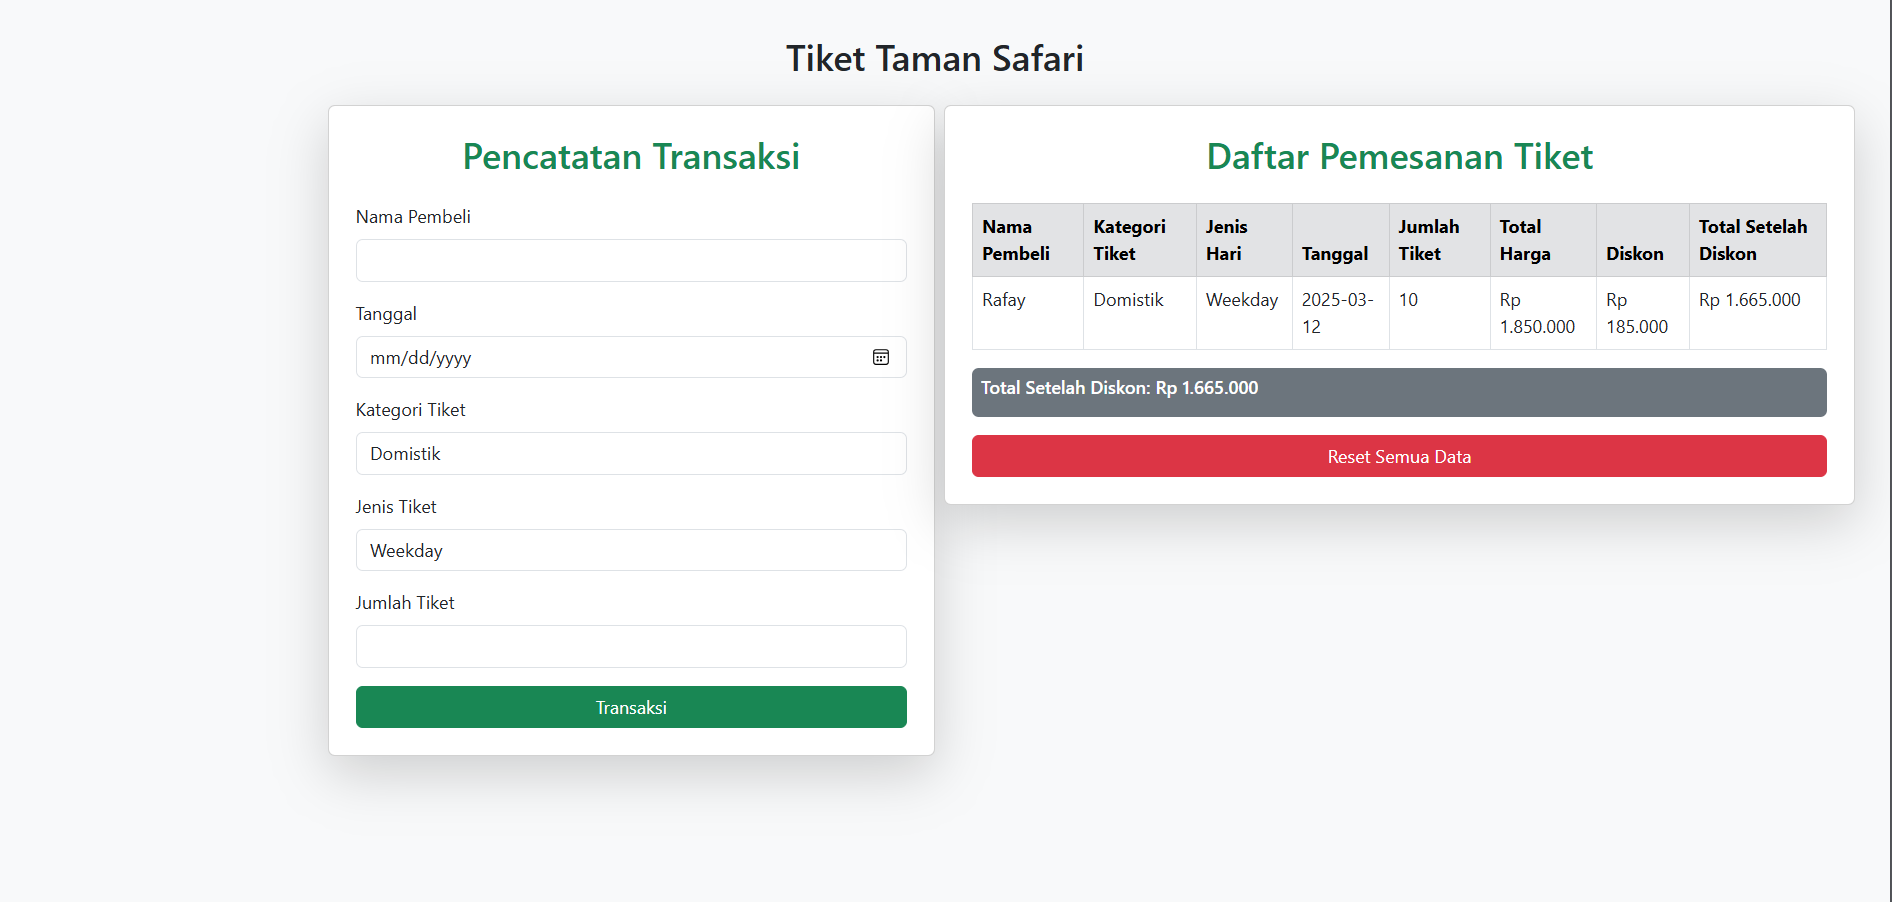 Tiket Taman Safari
Pencatatan Transaksi
Nama Pembeli
Tanggal
mm/dd/yyyy
Kategori Tiket
Domistik
Jenis Tiket
Weekday
Jumlah Tiket
Transaksi
Daftar Pemesanan Tiket
Nama Pembeli Kategori Tiket Jenis Hari Tanggal Jumlah Tiket Total Harga Diskon Total Setelah Diskon
Rafay Domistik Weekday 2025-03-12 10 Rp 1.850.000 Rp 185.000 Rp 1.665.000
Total Setelah Diskon: Rp 1.665.000
Reset Semua Data